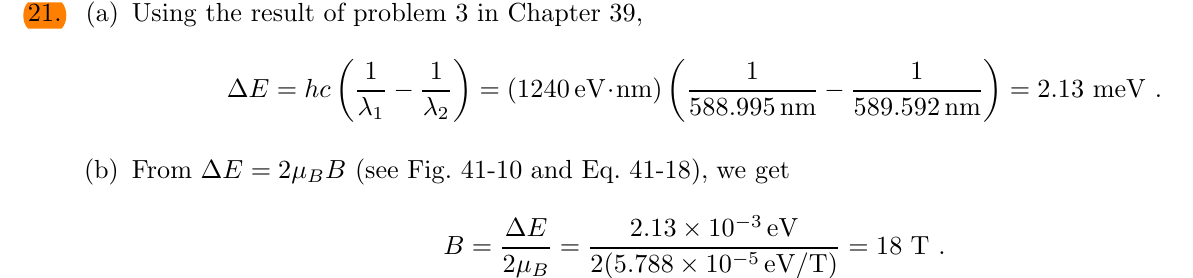 21. (a) Using the result of problem 3 in Chapter 39,
ΔE = hc (1/λ₁ − 1/λ₂) = (1240 eV·nm) (1/588.995 nm − 1/589.592 nm) = 2.13 meV .
(b) From ΔE = 2μ_B B (see Fig. 41-10 and Eq. 41-18), we get
B = ΔE/2μ_B = 2.13 × 10⁻³ eV/2(5.788 × 10⁻⁵ eV/T) = 18 T .